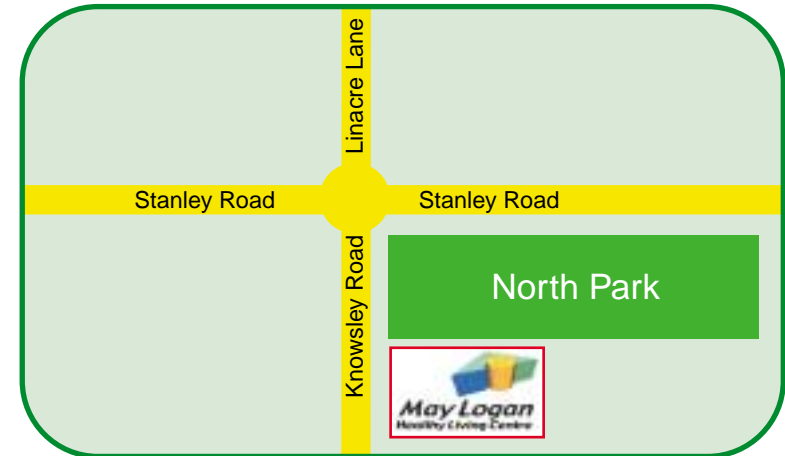 Linacre Lane
Stanley Road
Stanley Road
Knowsley Road
North Park
May Logan
Healthy Living Centre